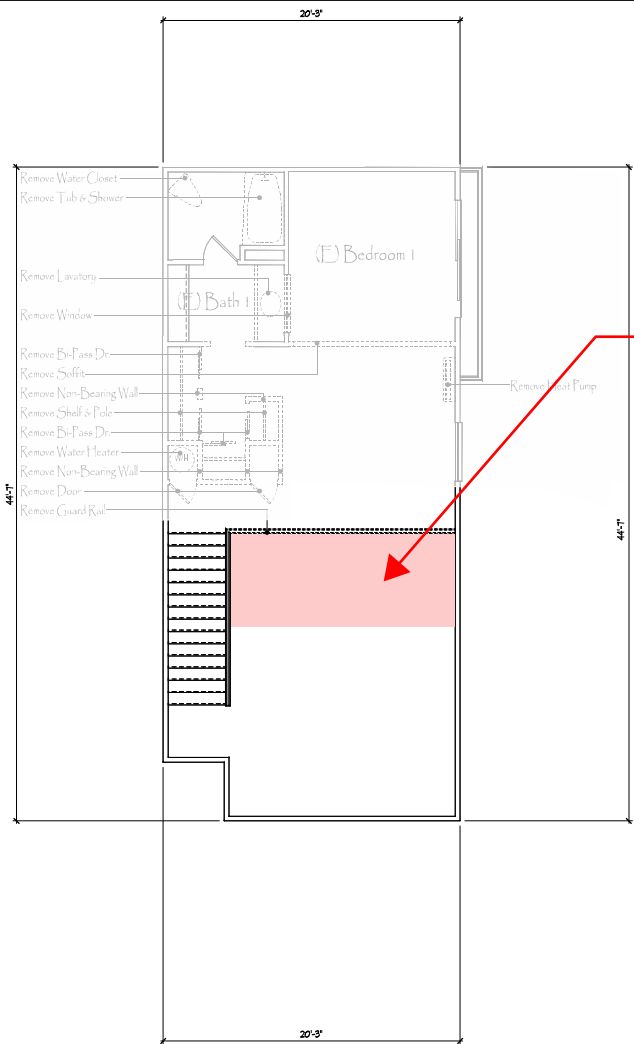 20'-3"
Remove Water Closet
Remove Tub & Shower
(E) Bedroom 1
Remove Lavatory
(E) Bath 1
Remove Window
Remove Bi-Pass Dr.
Remove Soffit
Remove Heat Pump
Remove Non-Bearing Wall
Remove Shelf & Pole
Remove Bi-Pass Dr.
Remove Water Heater
WH
Remove Non-Bearing Wall
Remove Door
Remove Guard Rail
44'-7"
44'-7"
20'-3"